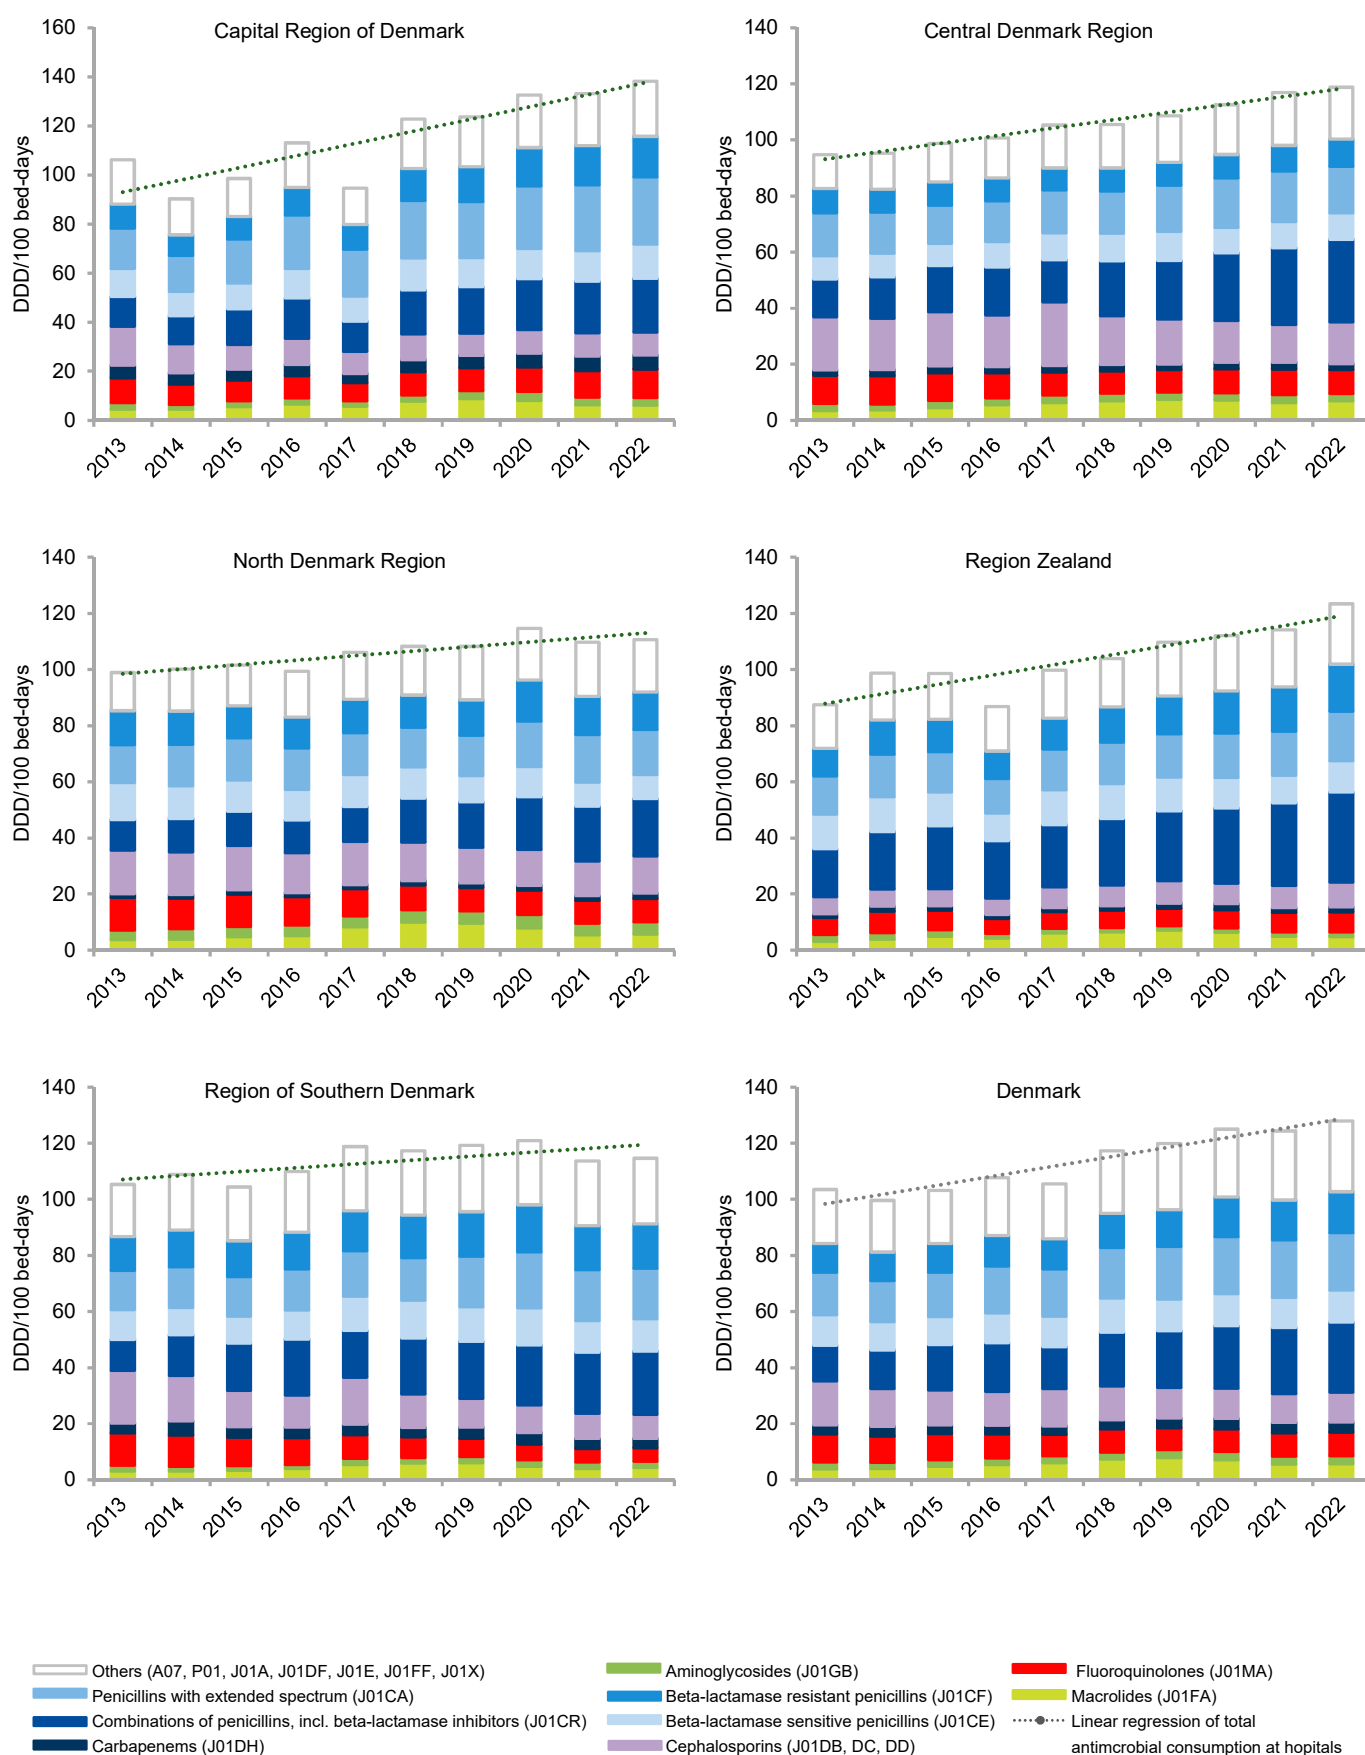 Capital Region of Denmark
DDD/100 bed-days
160
140
120
100
80
60
40
20
0
2013 2014 2015 2016 2017 2018 2019 2020 2021 2022
Central Denmark Region
DDD/100 bed-days
140
120
100
80
60
40
20
0
2013 2014 2015 2016 2017 2018 2019 2020 2021 2022
North Denmark Region
DDD/100 bed-days
140
120
100
80
60
40
20
0
2013 2014 2015 2016 2017 2018 2019 2020 2021 2022
Region Zealand
DDD/100 bed-days
140
120
100
80
60
40
20
0
2013 2014 2015 2016 2017 2018 2019 2020 2021 2022
Region of Southern Denmark
DDD/100 bed-days
140
120
100
80
60
40
20
0
2013 2014 2015 2016 2017 2018 2019 2020 2021 2022
Denmark
DDD/100 bed-days
140
120
100
80
60
40
20
0
2013 2014 2015 2016 2017 2018 2019 2020 2021 2022
Others (A07, P01, J01A, J01DF, J01E, J01FF, J01X)
Penicillins with extended spectrum (J01CA)
Combinations of penicillins, incl. beta-lactamase inhibitors (J01CR)
Carbapenems (J01DH)
Aminoglycosides (J01GB)
Beta-lactamase resistant penicillins (J01CF)
Beta-lactamase sensitive penicillins (J01CE)
Cephalosporins (J01DB, DC, DD)
Fluoroquinolones (J01MA)
Macrolides (J01FA)
Linear regression of total
antimcrobial consumption at hopitals